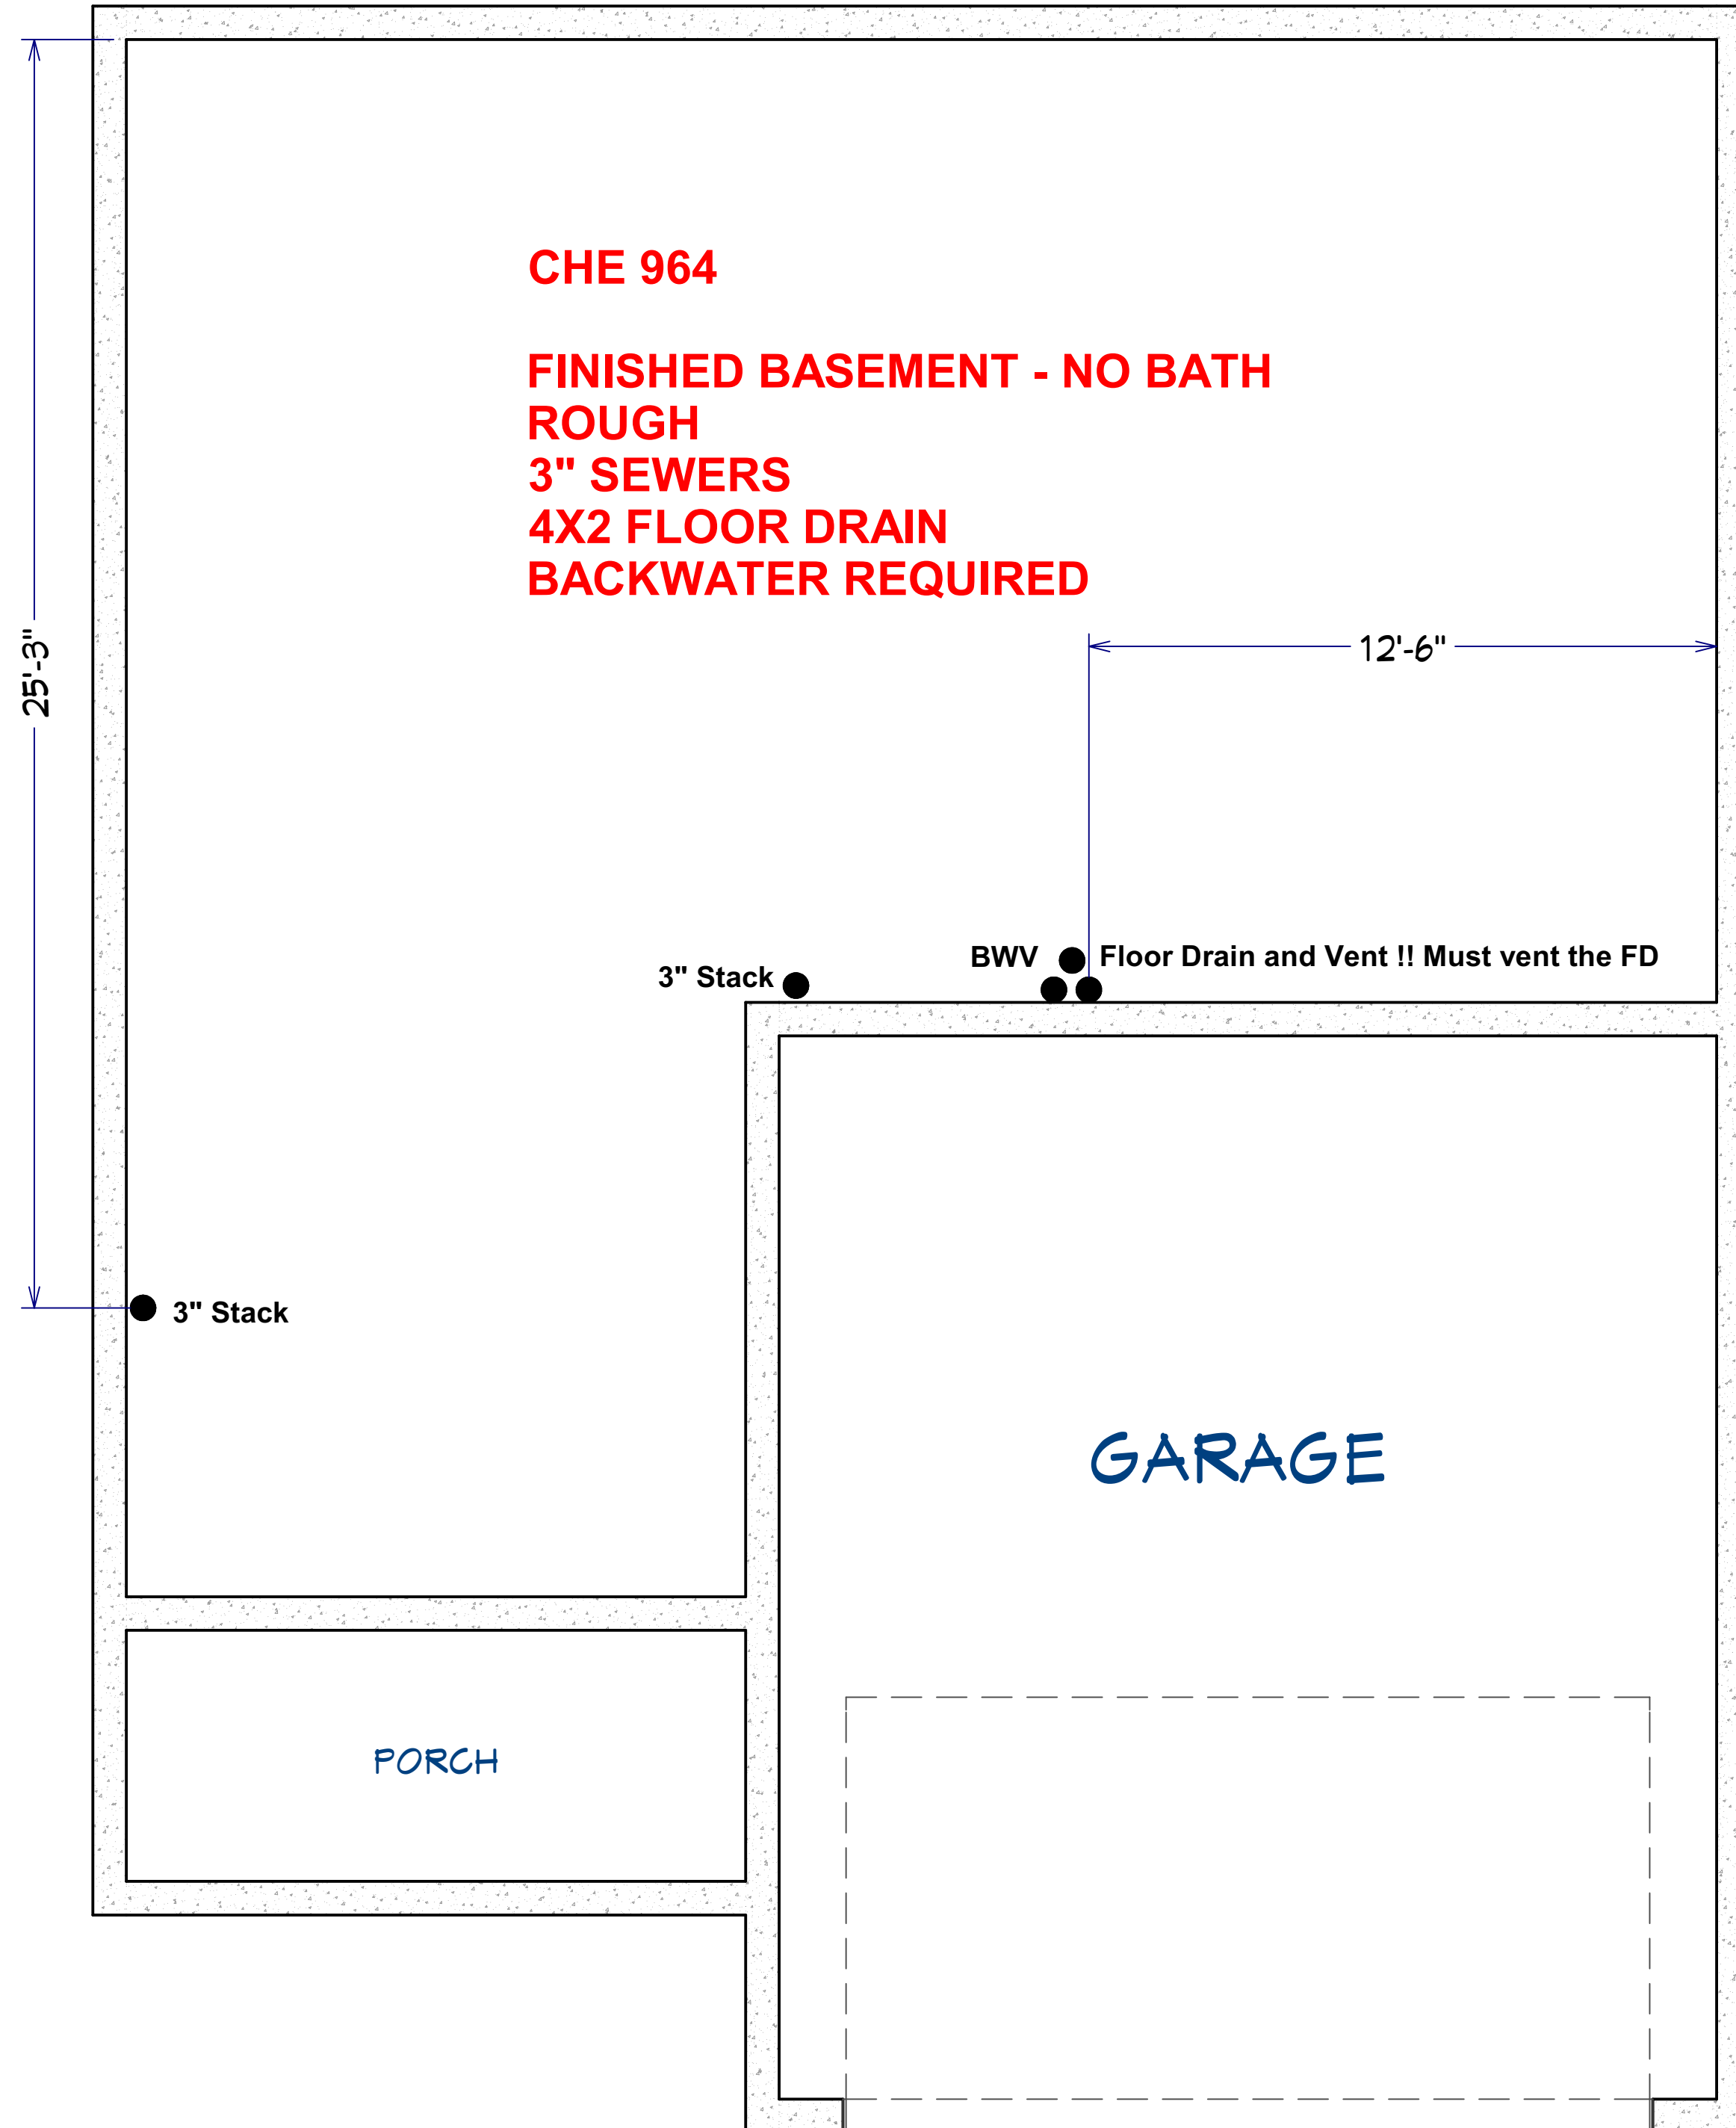 CHE 964
FINISHED BASEMENT - NO BATH
ROUGH
3" SEWERS
4X2 FLOOR DRAIN
BACKWATER REQUIRED
25'-3"
12'-6"
BWV
Floor Drain and Vent !! Must vent the FD
3" Stack
3" Stack
GARAGE
PORCH